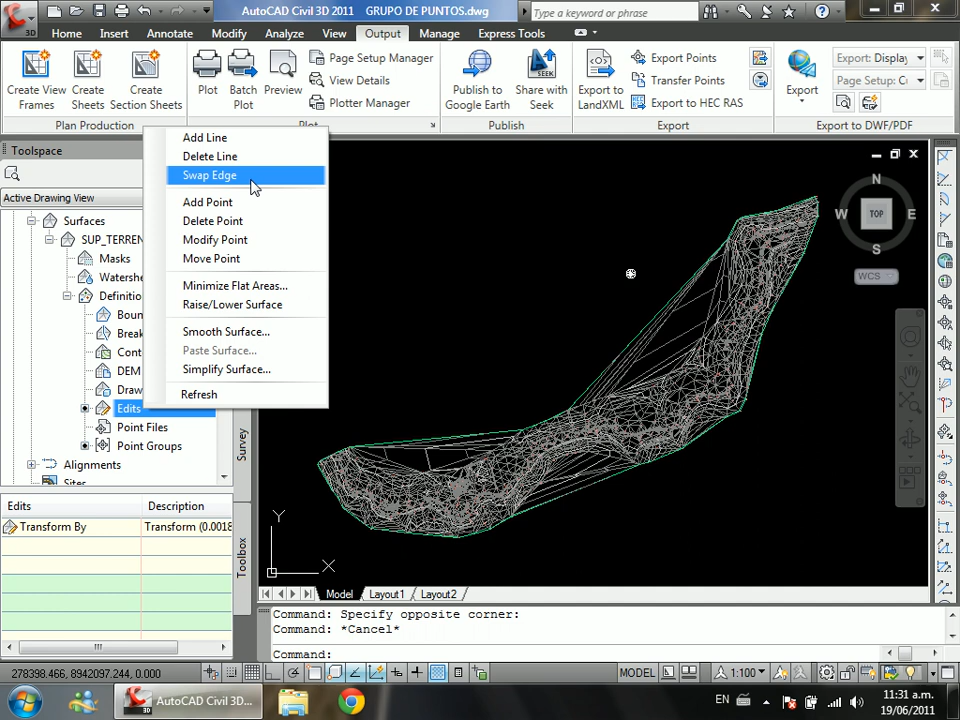 AutoCAD Civil 3D 2011 GRUPO DE PUNTOS.dwg
Type a keyword or phrase
3D
Home Insert Annotate Modify Analyze View Output Manage Express Tools
Create View Frames
Create Sheets
Create Section Sheets
Plan Production
Plot
Batch Plot
Preview
Page Setup Manager
View Details
Plotter Manager
Plot
Publish to Google Earth
SEEK
Share with Seek
Publish
Export to LandXML
Export Points
Transfer Points
Export to HEC RAS
Export
Export
Export: Display
Page Setup: C
Export to DWF/PDF
Toolspace
Active Drawing View
Surfaces
SUP_TERREN
Masks
Watershe
Definition
Boun
Break
Cont
DEM
Draw
Edits
Point Files
Point Groups
Alignments
Sites
Add Line
Delete Line
Swap Edge
Add Point
Delete Point
Modify Point
Move Point
Minimize Flat Areas...
Raise/Lower Surface
Smooth Surface...
Paste Surface...
Simplify Surface...
Refresh
Survey
Toolbox
Edits Description
Transform By Transform (0.0018
N
W TOP E
S
WCS
Y
X
Model Layout1 Layout2
Command: Specify opposite corner:
Command: *Cancel*
Command:
278398.466, 8942097.244, 0.000
MODEL
1:100
AutoCAD Civil 3D...
EN
11:31 a.m.
19/06/2011